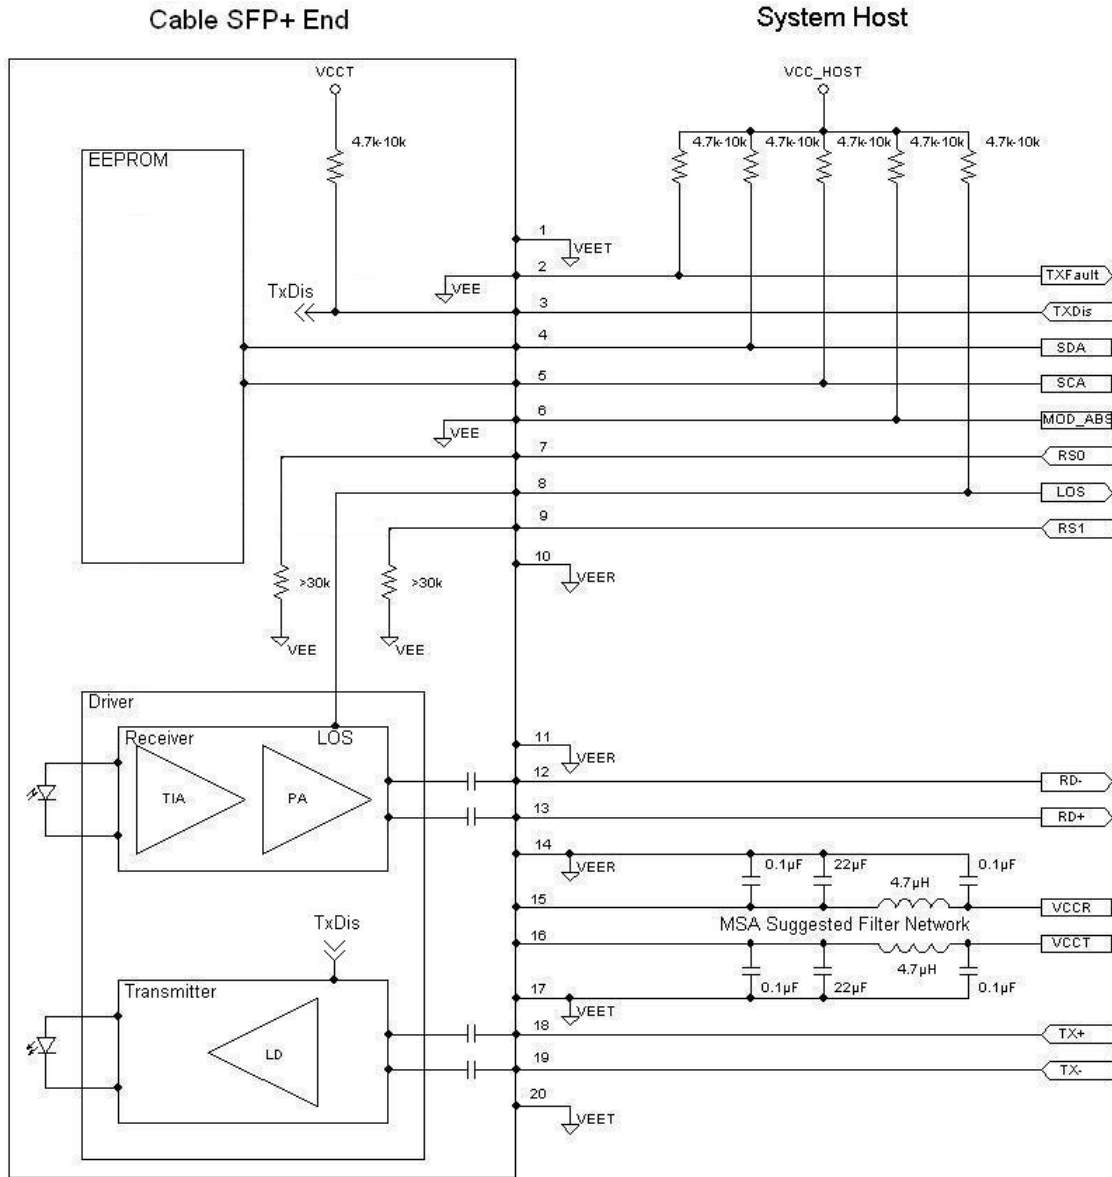 Cable SFP+ End
System Host
VCCT
VCC_HOST
4.7k-10k
4.7k-10k
4.7k-10k
4.7k-10k
4.7k-10k
4.7k-10k
EEPROM
1
VEET
2
VEE
TXFault
TxDis
3
TXDis
4
SDA
5
SCA
6
VEE
MOD_ABS
7
RS0
8
LOS
9
RS1
10
VEER
>30k
>30k
VEE
VEE
Driver
Receiver
LOS
TIA
PA
11
VEER
12
RD-
13
RD+
14
VEER
0.1µF
22µF
4.7µH
0.1µF
15
VCCR
MSA Suggested Filter Network
16
VCCT
4.7µH
0.1µF
22µF
0.1µF
17
VEET
TxDis
Transmitter
LD
18
TX+
19
TX-
20
VEET